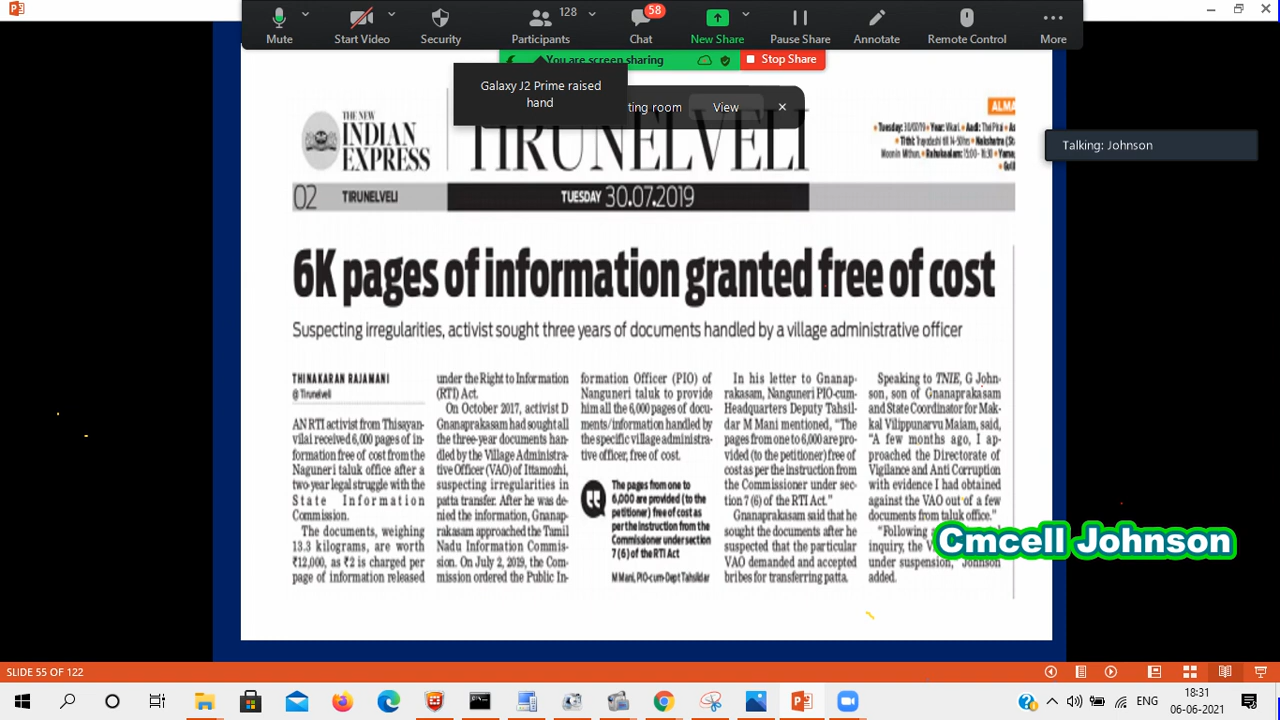 Mute
Start Video
Security
Participants
128
Chat
58
New Share
Pause Share
Annotate
Remote Control
More
You are screen sharing
Stop Share
Galaxy J2 Prime raised
hand
ting room
View
Talking: Johnson
THE NEW
INDIAN
EXPRESS
TIRUNELVELI
ALMA
Tuesday: 30/07/19 • Year:
02 TIRUNELVELI TUESDAY 30.07.2019
6K pages of information granted free of cost
Suspecting irregularities, activist sought three years of documents handled by a village administrative officer
THINAKARAN RAJAMANI
@ Tirunelveli
AN RTI activist from Thisayan-
vilai received 6,000 pages of in-
formation free of cost from the
Naguneri taluk office after a
two year legal struggle with the
State Information
Commission.
The documents, weighing
13.3 kilograms, are worth
₹12,000, as ₹2 is charged per
page of information released
under the Right to Information
(RTI) Act.
On October 2017, activist D
Gnanaprakasam had sought all
the three-year documents han-
dled by the Village Administra-
tive Officer (VAO) of Ittamozhi,
suspecting irregularities in
patta transfer. After he was de-
nied the information, Gnanap-
rakasam approached the Tamil
Nadu Information Commis-
sion. On July 2, 2019, the Com-
mission ordered the Public In-
formation Officer (PIO) of
Nanguneri taluk to provide
him all the 6,000 pages of docu-
ments/information handled by
the specific village administra-
tive officer, free of cost.
The pages from one to
6,000 are provided (to the
petitioner) free of cost as
per the instruction from the
Commissioner under section
7 (6) of the RTI Act
M Mani, PIO-cum-Dept Tahsildar
In his letter to Gnanap-
rakasam, Nanguneri PIO-cum-
Headquarters Deputy Tahsil-
dar M Mani mentioned, "The
pages from one to 6,000 are pro-
vided (to the petitioner) free of
cost as per the instruction from
the Commissioner under sec-
tion 7 (6) of the RTI Act."
Gnanaprakasam said that he
sought the documents after he
suspected that the particular
VAO demanded and accepted
bribes for transferring patta.
Speaking to TNIE, G John-
son, son of Gnanaprakasam
and State Coordinator for Mak-
kal Vilippunarvu Maiam, said,
"A few months ago, I ap-
proached the Directorate of
Vigilance and Anti Corruption
with evidence I had obtained
against the VAO out of a few
documents from taluk office."
"Following
inquiry, the
under suspension," Johnson
added.
Cmcell Johnson
SLIDE 55 OF 122
ENG
18:31
06-06-2021